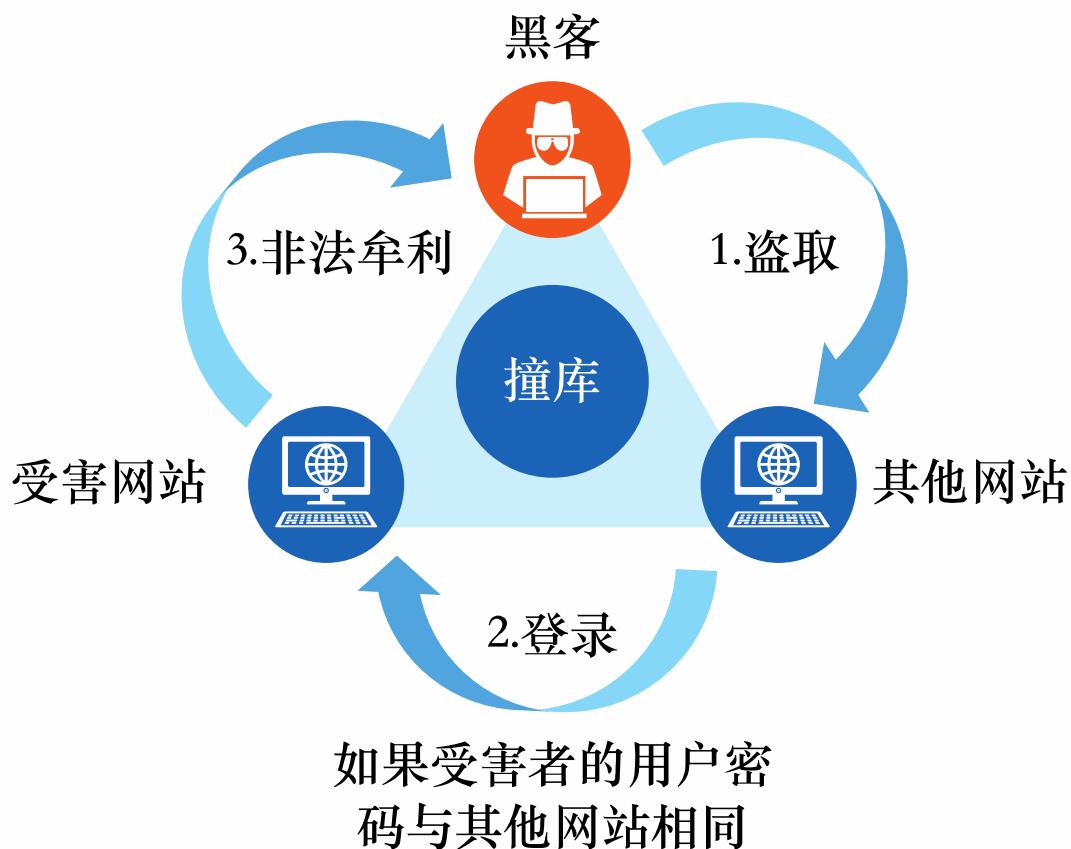 黑客
3.非法牟利
1.盗取
撞库
受害网站
其他网站
2.登录
如果受害者的用户密
码与其他网站相同